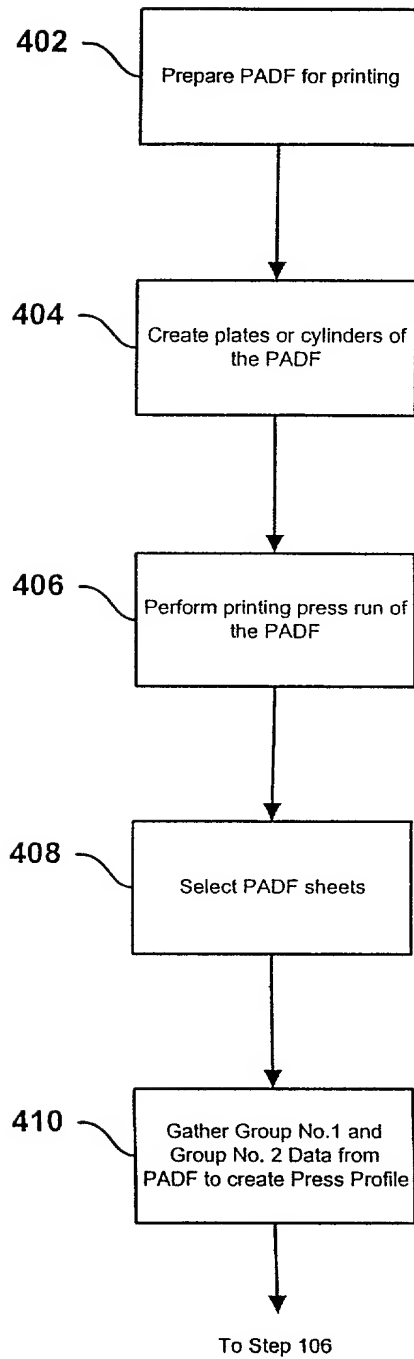 402
Prepare PADF for printing
404
Create plates or cylinders of
the PADF
406
Perform printing press run of
the PADF
408
Select PADF sheets
410
Gather Group No.1 and
Group No. 2 Data from
PADF to create Press Profile
To Step 106